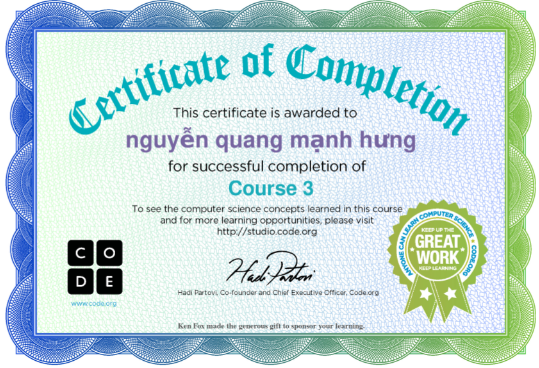 Certificate of Completion
This certificate is awarded to
nguyễn quang mạnh hưng
for successful completion of
Course 3
To see the computer science concepts learned in this course
and for more learning opportunities, please visit
http://studio.code.org
C O
D E
www.code.org
Hadi Partovi
Hadi Partovi, Co-founder and Chief Executive Officer, Code.org
ANYONE CAN LEARN COMPUTER SCIENCE • CODE.ORG •
KEEP UP THE
GREAT
WORK
KEEP LEARNING
Ken Fox made the generous gift to sponsor your learning.